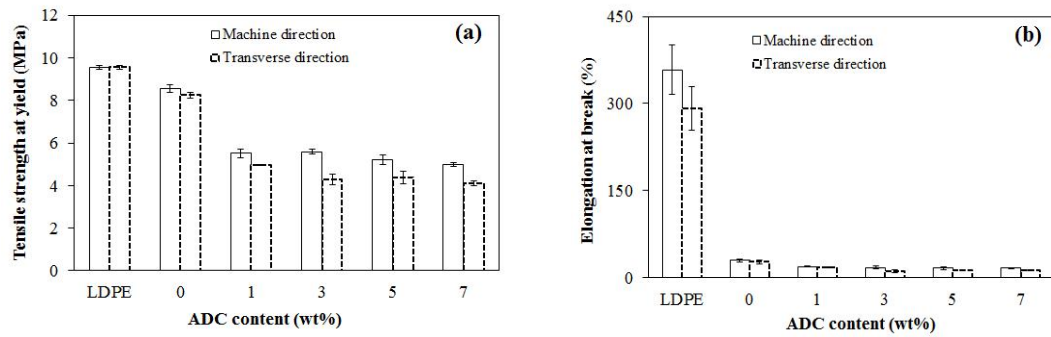 (a)
Machine direction
Transverse direction
Tensile strength at yield (MPa)
12
10
8
6
4
2
0
LDPE 0 1 3 5 7
ADC content (wt%)
(b)
Machine direction
Transverse direction
Elongation at break (%)
450
300
150
0
LDPE 0 1 3 5 7
ADC content (wt%)